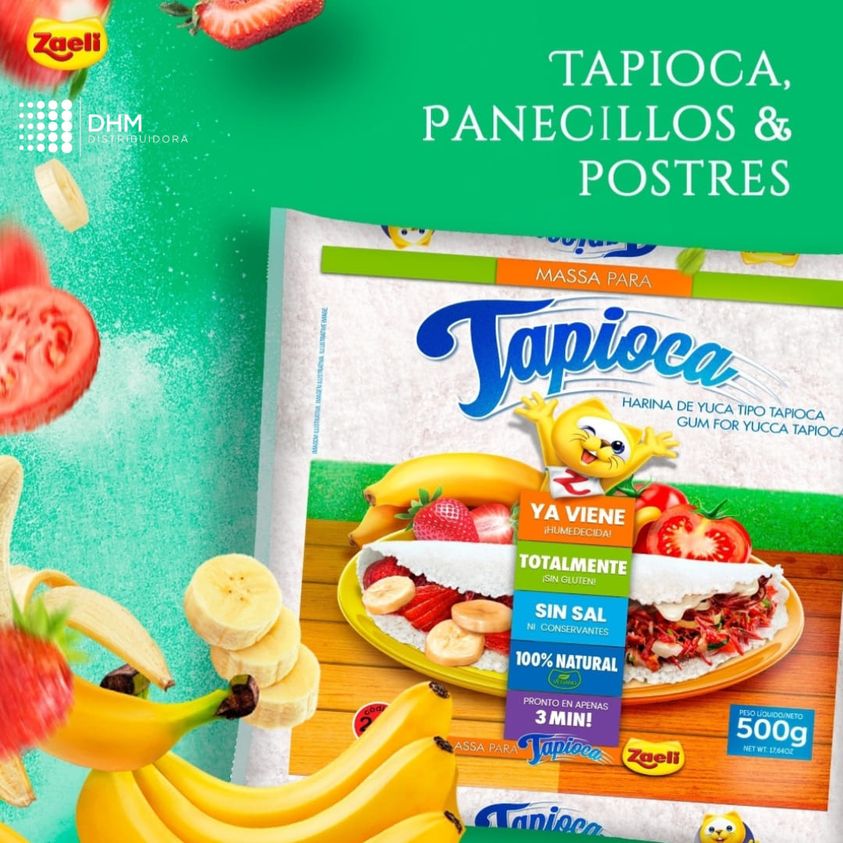 Zaeli
DHM
DISTRIBUIDORA
TAPIOCA,
PANECILLOS &
POSTRES
MASSA PARA
Tapioca
HARINA DE YUCA TIPO TAPIOCA
GUM FOR YUCCA TAPIOCA
YA VIENE
¡HUMEDECIDA!
TOTALMENTE
¡SIN GLUTEN!
SIN SAL
NI CONSERVANTES
100% NATURAL
VEGANO
PRONTO EN APENAS
3 MIN!
PESO LÍQUIDO/NETO
500g
NET WT. 17,64OZ
MASSA PARA
Tapioca
Zaeli
Tapioca